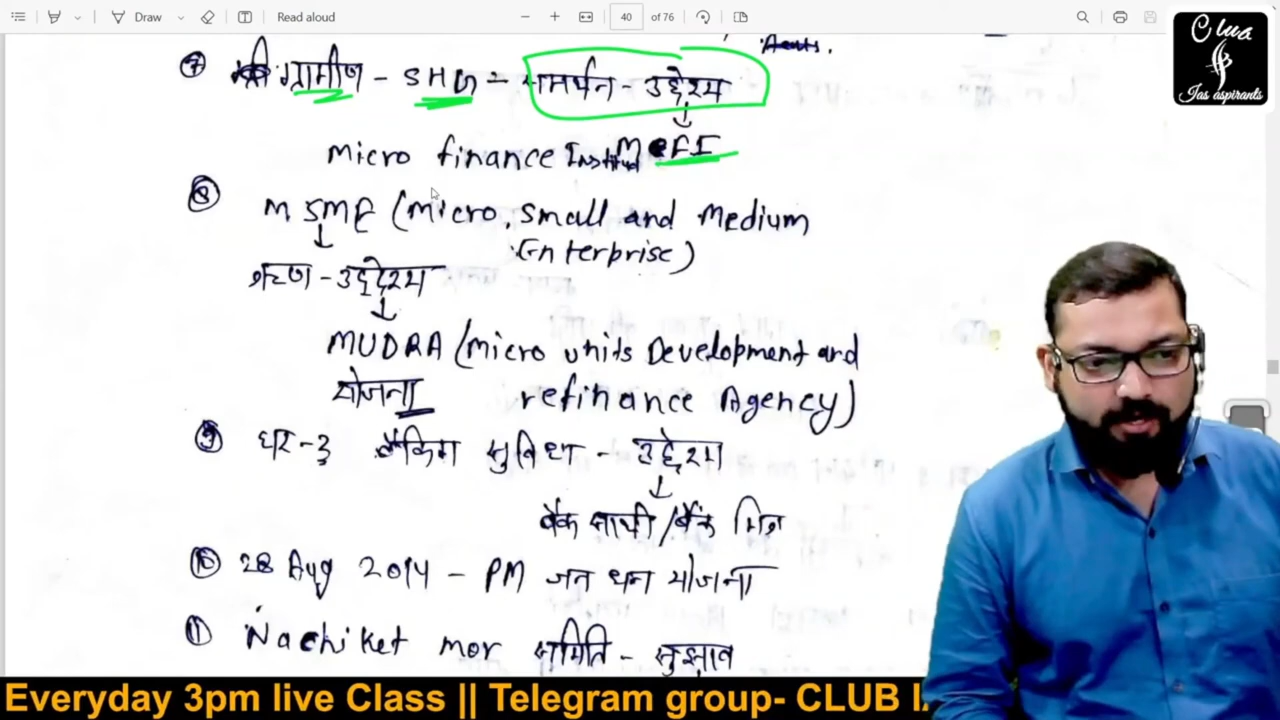 Draw
Read aloud
40 of 76
⑦ ग्रामीण - SHG = समर्थन - उद्देश्य
micro finance MFI
⑧ MSME (Micro, Small and Medium
Enterprise)
ऋण - उद्देश्य
MUDRA (Micro units Development and
योजना refinance Agency)
⑨ घर-2 बैंकिंग सुविधा - उद्देश्य
बैंक साथी / बैंक मित्र
⑩ 28 Aug 2014 - PM जन धन योजना
⑪ Nachiket mor समिति - सुझाव
Club
Ias aspirants
Everyday 3pm live Class || Telegram group- CLUB